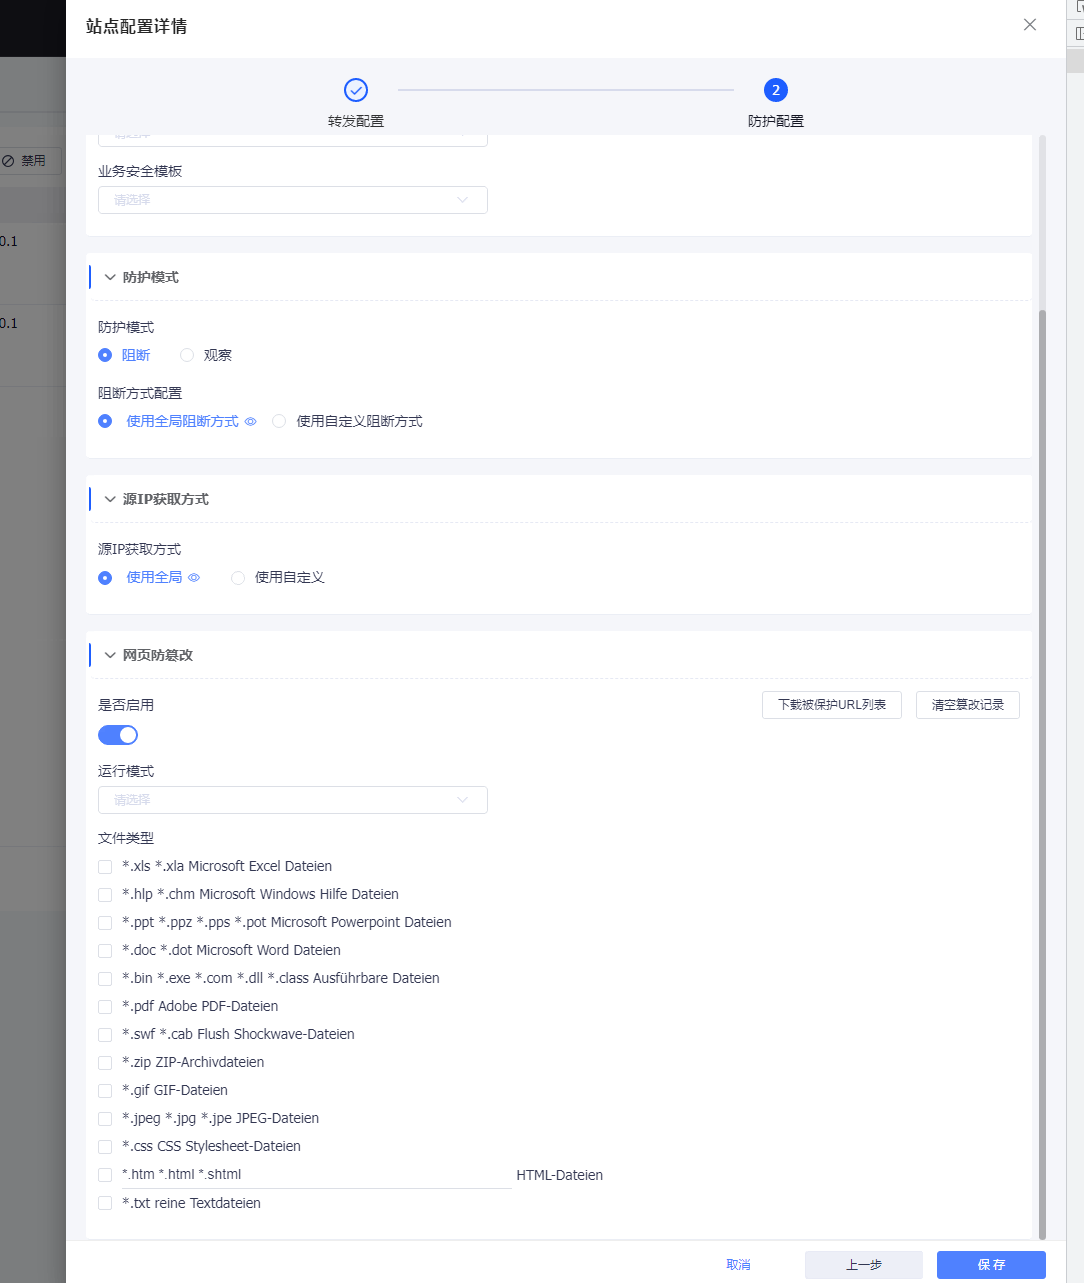 站点配置详情
2
转发配置
防护配置
禁用
业务安全模板
请选择
0.1
防护模式
0.1
防护模式
阻断
观察
阻断方式配置
使用全局阻断方式
使用自定义阻断方式
源IP获取方式
源IP获取方式
使用全局
使用自定义
网页防篡改
是否启用
下载被保护URL列表
清空篡改记录
运行模式
请选择
文件类型
*.xls *.xla Microsoft Excel Dateien
*.hlp *.chm Microsoft Windows Hilfe Dateien
*.ppt *.ppz *.pps *.pot Microsoft Powerpoint Dateien
*.doc *.dot Microsoft Word Dateien
*.bin *.exe *.com *.dll *.class Ausführbare Dateien
*.pdf Adobe PDF-Dateien
*.swf *.cab Flush Shockwave-Dateien
*.zip ZIP-Archivdateien
*.gif GIF-Dateien
*.jpeg *.jpg *.jpe JPEG-Dateien
*.css CSS Stylesheet-Dateien
*.htm *.html *.shtml HTML-Dateien
*.txt reine Textdateien
取消
上一步
保存